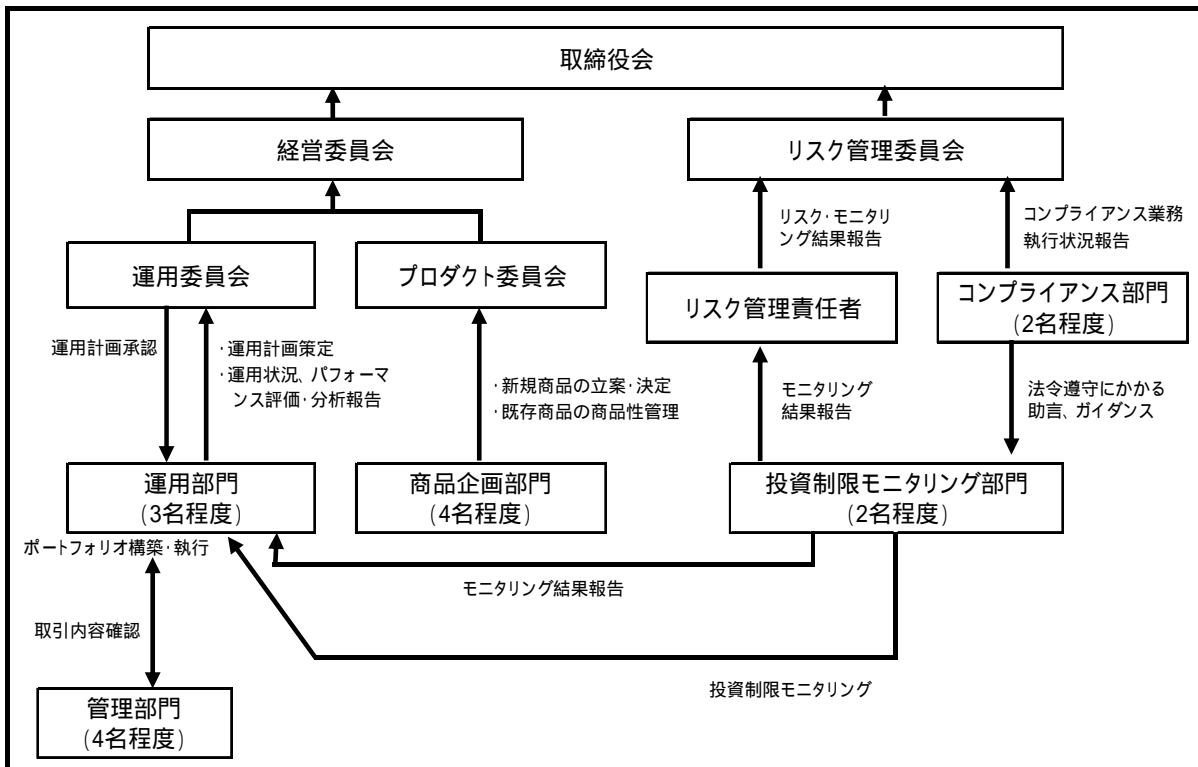 取締役会
経営委員会
リスク管理委員会
リスク・モニタリ
ング結果報告
コンプライアンス業務
執行状況報告
運用委員会
プロダクト委員会
リスク管理責任者
コンプライアンス部門
(2名程度)
運用計画承認
・運用計画策定
・運用状況、パフォーマ
ンス評価・分析報告
・新規商品の立案・決定
・既存商品の商品性管理
モニタリング
結果報告
法令遵守にかかる
助言、ガイダンス
運用部門
(3名程度)
商品企画部門
(4名程度)
投資制限モニタリング部門
(2名程度)
ポートフォリオ構築・執行
モニタリング結果報告
取引内容確認
投資制限モニタリング
管理部門
(4名程度)